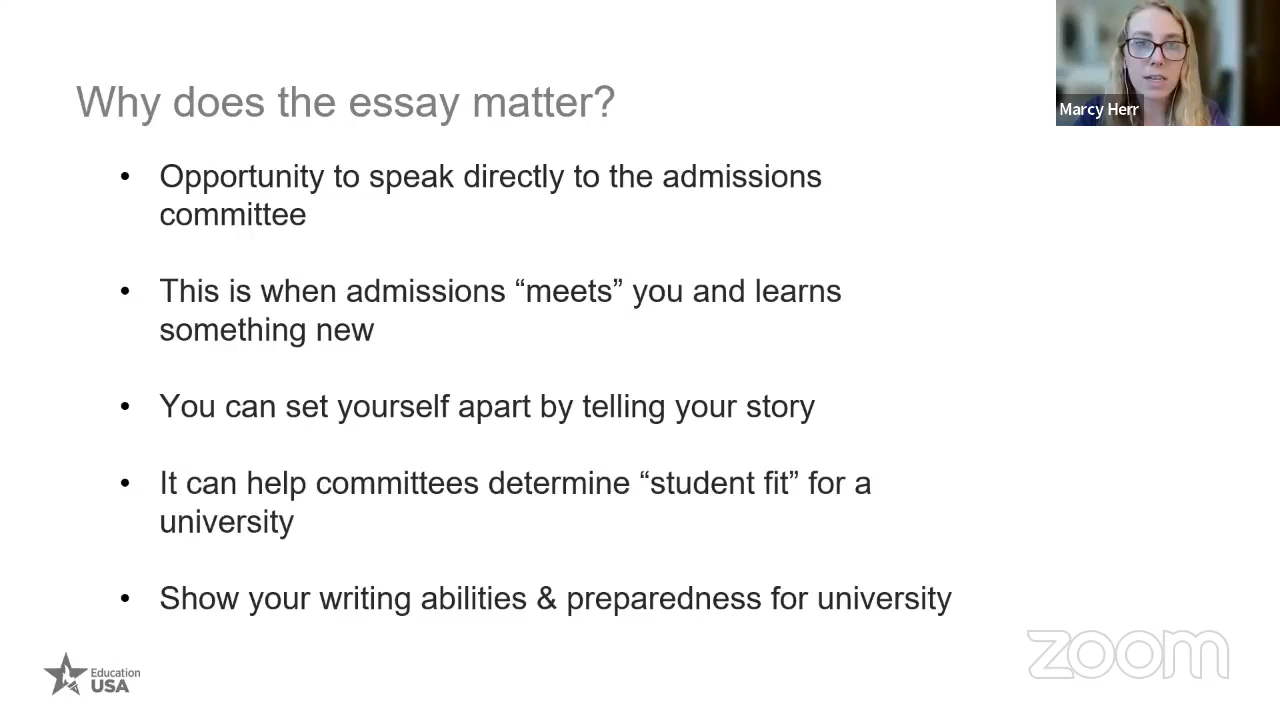 Why does the essay matter?
Marcy Herr
• Opportunity to speak directly to the admissions
committee
• This is when admissions “meets” you and learns
something new
• You can set yourself apart by telling your story
• It can help committees determine “student fit” for a
university
• Show your writing abilities & preparedness for university
Education
USA
zoom